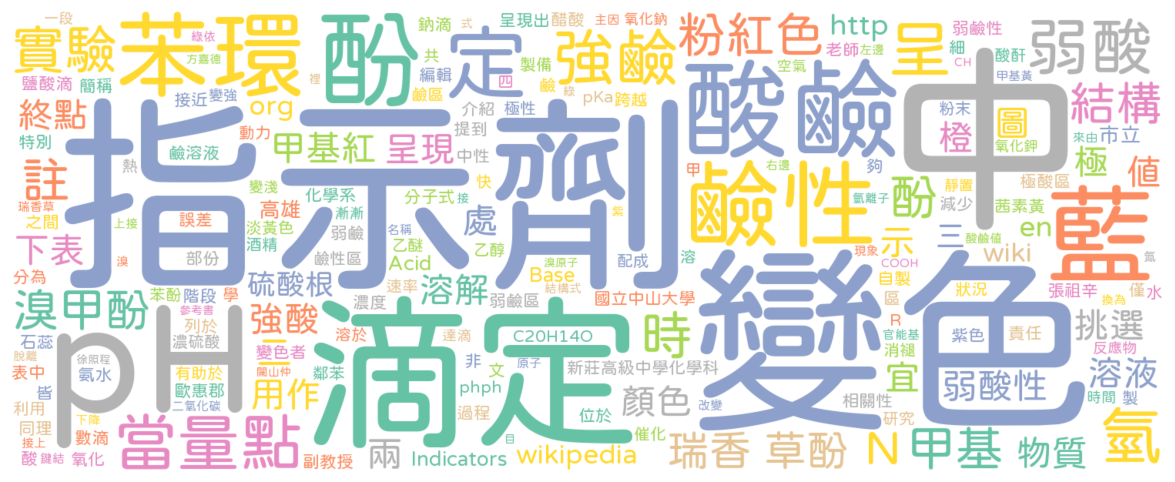 實驗
苯環
酚
定
強鹼
粉紅色
http
呈
弱酸
一段
綠依
方嘉德
鈉滴
式
呈現出
醋酸
主因
氧化鈉
共
製備
老師
左邊
細
弱鹼性
CH
酸酐
鹽酸滴
簡稱
編輯
四
鹼
空氣
裡
鹼區
綠
pKa
跨越
甲基黃
終點
接近
變強
org
介紹
極性
酸鹼
中
粉末
圖
結構
特別
動力
提到
橙
來由
市立
鹼溶液
甲基紅
呈現
中性
氧化鉀
指示劑
註
熱
變淺
化學系
分子式
快
接
甲
右邊
夠
極
值
瑞香草
之間
上接
誤差
高雄
漸漸
紫
鹼性
氫離子
酚
靜置
極酸區
減少
茜素黃
淡黃色
弱鹼
名稱
處
en
藍
下表
酒精
乙醚
乙醇
示
三
酸鹼值
部份
鹼性區
現象
wiki
分為
溴
硫酸根
Acid
溴原子
Base
配成
溶
COOH
自製
氮
速率
結構式
張祖辛
僅
水
溴甲酚
苯酚
階段
學
濃度
溶解
弱鹼區
國立中山大學
區
狀況
換為
參考書
列於
強酸
C20H14O
時
變色
R
紫色
責任
挑選
pH
濃硫酸
溶於
達滴
非
原子
官能基
反應物
石蕊
變色者
滴定
新莊高級中學化學科
消褪
脫離
徐照程
表中
氨水
有助於
關山仲
鄰苯
文
宜
弱酸性
溶液
皆
歐惠郡
二氧化碳
用作
phph
相關性
時間
製
利用
下降
過程
位於
顏色
改變
研究
同理
數滴
當量點
目
催化
接上
酸
鍵結
氧化
副教授
兩
Indicators
wikipedia
瑞香
草酚
N
甲基
物質
氫